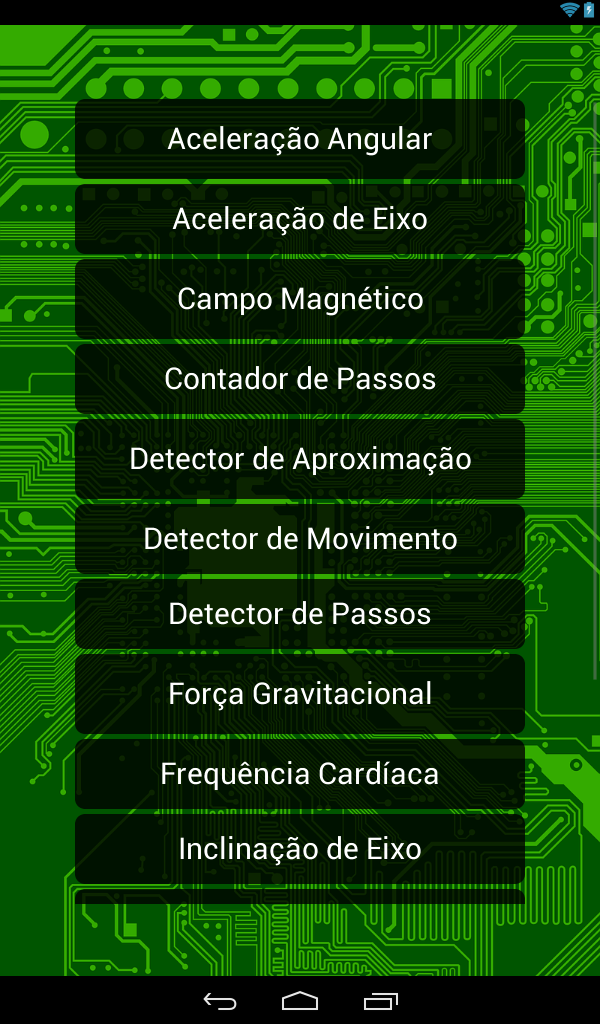 Aceleração Angular
Aceleração de Eixo
Campo Magnético
Contador de Passos
Detector de Aproximação
Detector de Movimento
Detector de Passos
Força Gravitacional
Frequência Cardíaca
Inclinação de Eixo